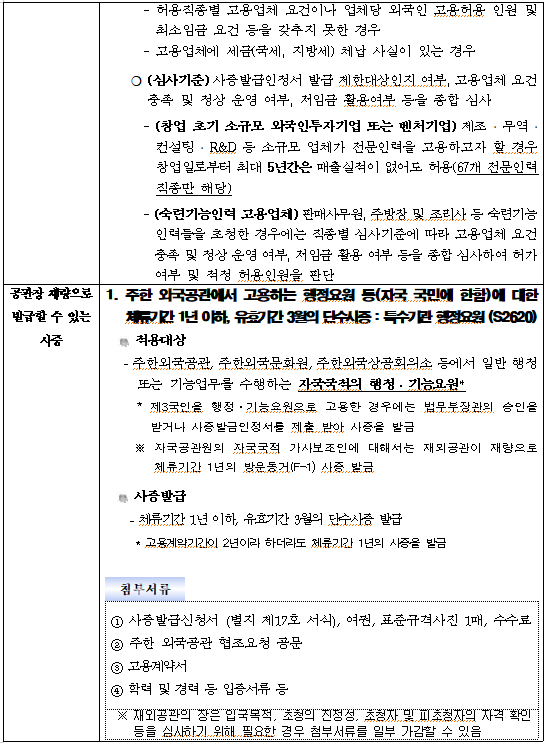 - 허용직종별 고용업체 요건이나 업체당 외국인 고용허용 인원 및
최소임금 요건 등을 갖추지 못한 경우
- 고용업체에 세금(국세, 지방세) 체납 사실이 있는 경우
○ (심사기준) 사증발급인정서 발급 제한대상인지 여부, 고용업체 요건
충족 및 정상 운영 여부, 저임금 활용여부 등을 종합 심사
- (창업 초기 소규모 외국인투자기업 또는 벤처기업) 제조·무역·
컨설팅·R&D 등 소규모 업체가 전문인력을 고용하고자 할 경우
창업일로부터 최대 5년간은 매출실적이 없어도 허용(67개 전문인력
직종만 해당)
- (숙련기능인력 고용업체) 판매사무원, 주방장 및 조리사 등 숙련기능
인력들을 초청한 경우에는 직종별 심사기준에 따라 고용업체 요건
충족 및 정상 운영 여부, 저임금 활용 여부 등을 종합 심사하여 허가
여부 및 적정 허용인원을 판단
공관장 재량으로
발급할 수 있는
사증
1. 주한 외국공관에서 고용하는 행정요원 등(자국 국민에 한함)에 대한
체류기간 1년 이하, 유효기간 3월의 단수사증 : 특수기관 행정요원 (S2620)
적용대상
- 주한외국공관, 주한외국문화원, 주한외국상공회의소 등에서 일반 행정
또는 기능업무를 수행하는 자국국적의 행정·기능요원*
* 제3국인을 행정·기능요원으로 고용한 경우에는 법무부장관의 승인을
받거나 사증발급인정서를 제출 받아 사증을 발급
※ 자국공관원의 자국국적 가사보조인에 대해서는 재외공관이 재량으로
체류기간 1년의 방문동거(F-1) 사증 발급
사증발급
- 체류기간 1년 이하, 유효기간 3월의 단수사증 발급
* 고용계약기간이 2년이라 하더라도 체류기간 1년의 사증을 발급
첨부서류
① 사증발급신청서 (별지 제17호 서식), 여권, 표준규격사진 1매, 수수료
② 주한 외국공관 협조요청 공문
③ 고용계약서
④ 학력 및 경력 등 입증서류 등
※ 재외공관의 장은 입국목적, 초청의 진정성, 초청자 및 피초청자의 자격 확인
등을 심사하기 위해 필요한 경우 첨부서류를 일부 가감할 수 있음